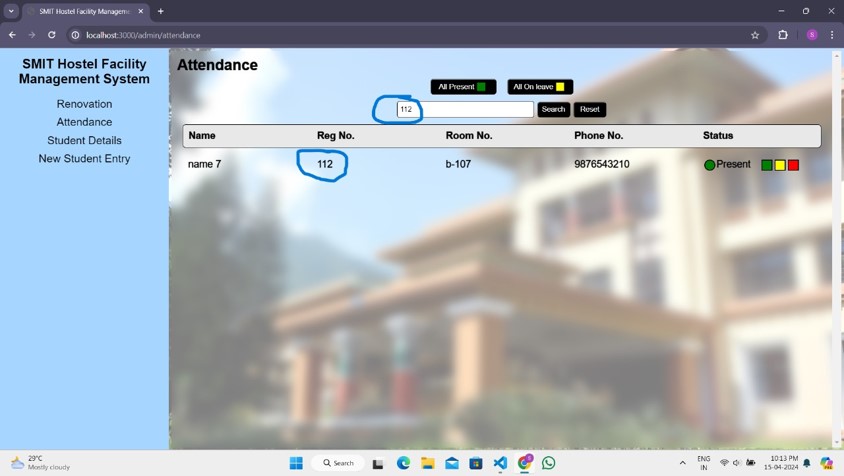 SMIT Hostel Facility Managem
localhost:3000/admin/attendance
SMIT Hostel Facility
Management System
Renovation
Attendance
Student Details
New Student Entry
Attendance
All Present All On leave
112 Search Reset
Name Reg No. Room No. Phone No. Status
name 7 112 b-107 9876543210 Present
29°C
Mostly cloudy
Search
ENG
IN
10:13 PM
15-04-2024